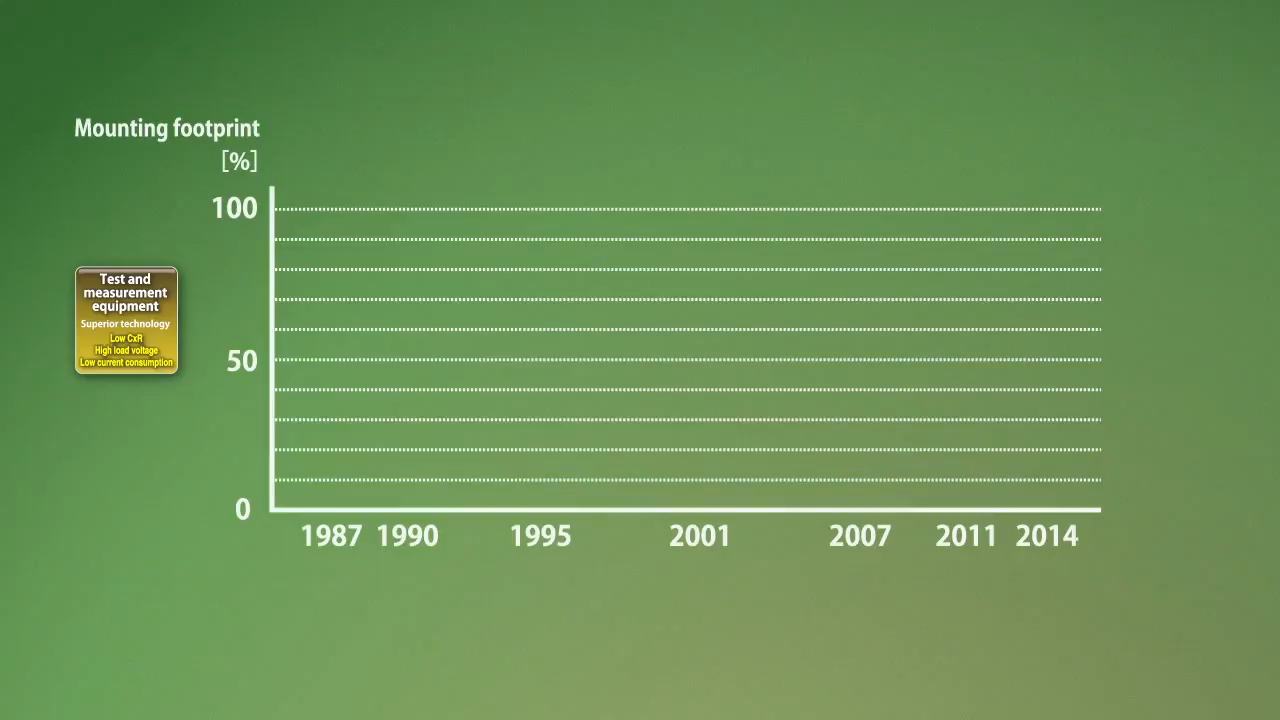 Mounting footprint
[%]
100
Test and
measurement
equipment
Superior technology
Low CxR
High load voltage
Low current consumption
50
0
1987 1990 1995 2001 2007 2011 2014